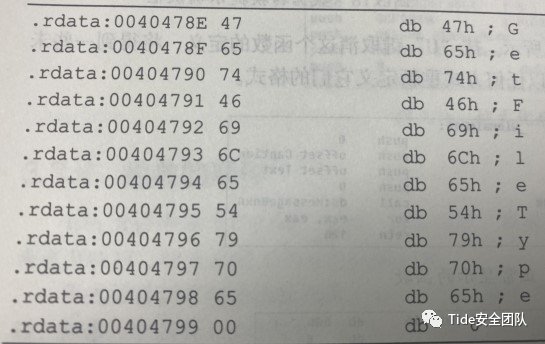 .rdata:0040478E 47 db 47h ; G
.rdata:0040478F 65 db 65h ; e
.rdata:00404790 74 db 74h ; t
.rdata:00404791 46 db 46h ; F
.rdata:00404792 69 db 69h ; i
.rdata:00404793 6C db 6Ch ; l
.rdata:00404794 65 db 65h ; e
.rdata:00404795 54 db 54h ; T
.rdata:00404796 79 db 79h ; y
.rdata:00404797 70 db 70h ; p
.rdata:00404798 65 db 65h ; e
.rdata:00404799 00 db 0
Tide安全团队